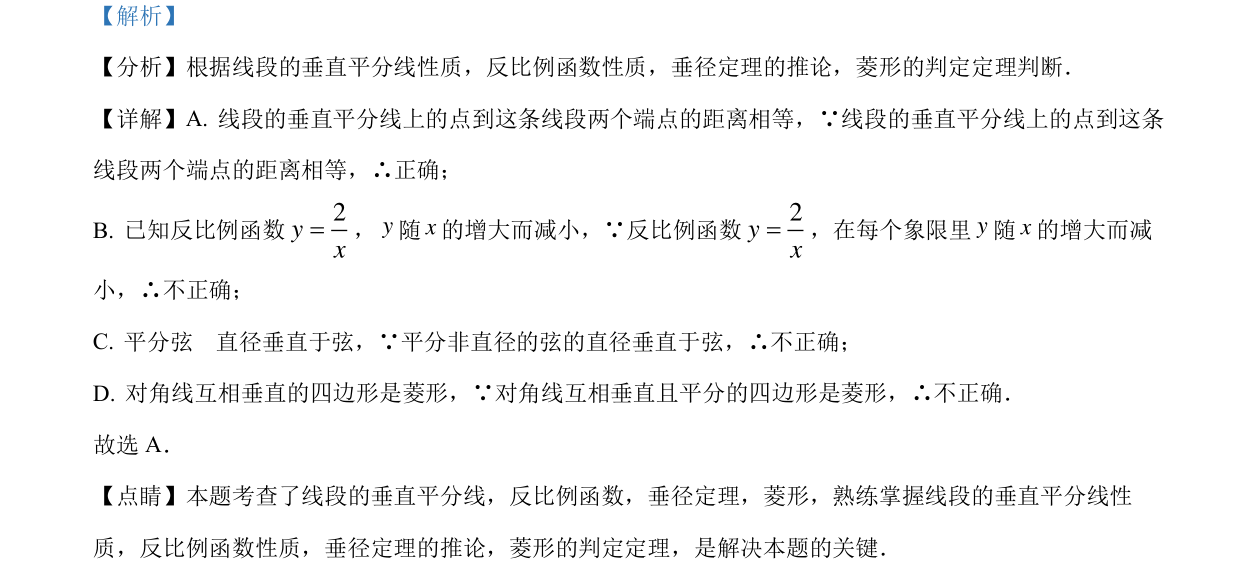 【解析】
【分析】根据线段的垂直平分线性质，反比例函数性质，垂径定理的推论，菱形的判定定理判断．
【详解】A. 线段的垂直平分线上的点到这条线段两个端点的距离相等，∵线段的垂直平分线上的点到这条
线段两个端点的距离相等，∴正确；
B. 已知反比例函数 y = 2/x ， y 随 x 的增大而减小，∵反比例函数 y = 2/x ，在每个象限里 y 随 x 的增大而减
小，∴不正确；
C. 平分弦 直径垂直于弦，∵平分非直径的弦的直径垂直于弦，∴不正确；
D. 对角线互相垂直的四边形是菱形，∵对角线互相垂直且平分的四边形是菱形，∴不正确．
故选 A．
【点睛】本题考查了线段的垂直平分线，反比例函数，垂径定理，菱形，熟练掌握线段的垂直平分线性
质，反比例函数性质，垂径定理的推论，菱形的判定定理，是解决本题的关键．